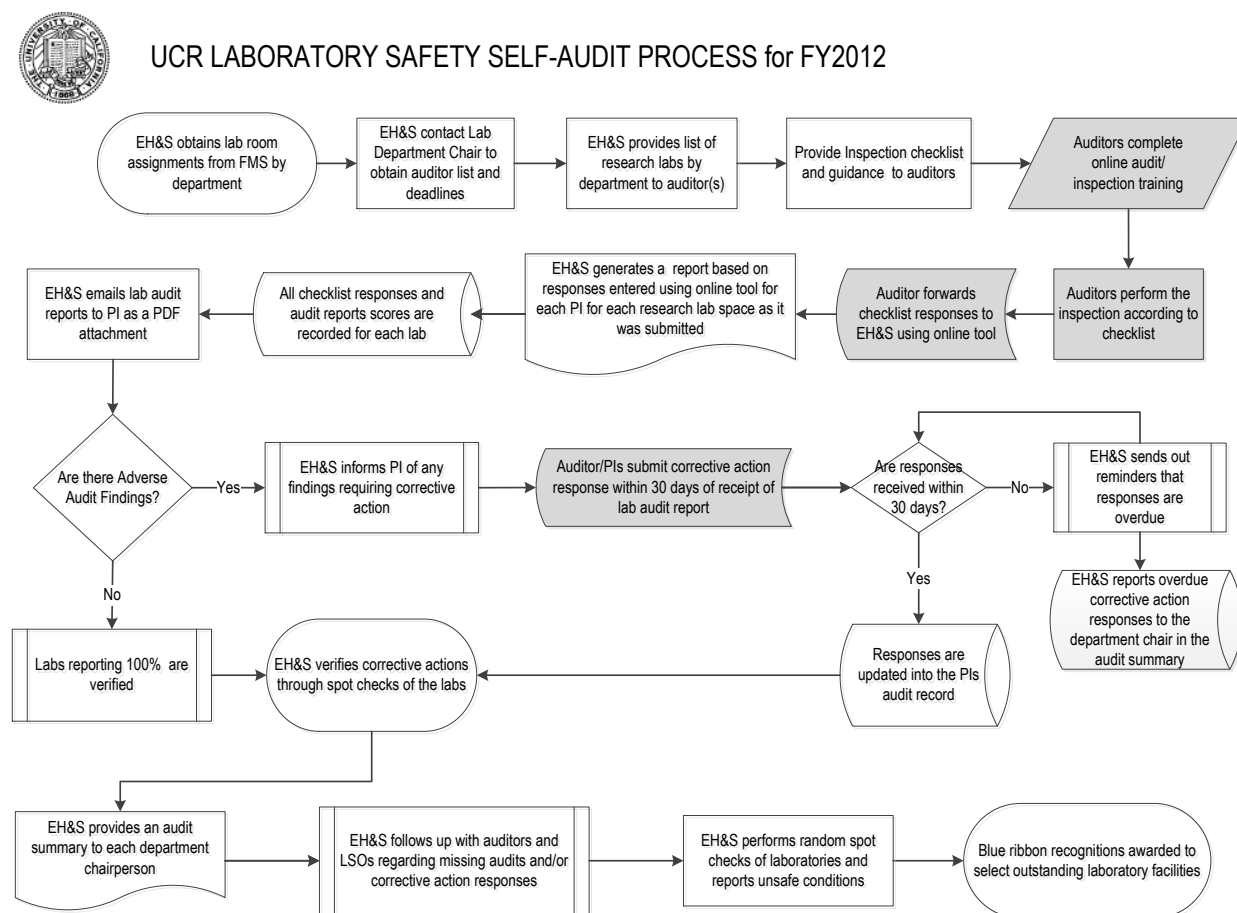 THE UNIVERSITY OF CALIFORNIA
1868
UCR LABORATORY SAFETY SELF-AUDIT PROCESS for FY2012
EH&S obtains lab room
assignments from FMS by
department
EH&S contact Lab
Department Chair to
obtain auditor list and
deadlines
EH&S provides list of
research labs by
department to auditor(s)
Provide Inspection checklist
and guidance to auditors
Auditors complete
online audit/
inspection training
EH&S emails lab audit
reports to PI as a PDF
attachment
All checklist responses and
audit reports scores are
recorded for each lab
EH&S generates a report based on
responses entered using online tool for
each PI for each research lab space as it
was submitted
Auditor forwards
checklist responses to
EH&S using online tool
Auditors perform the
inspection according to
checklist
Are there Adverse
Audit Findings?
Yes
EH&S informs PI of any
findings requiring corrective
action
Auditor/PIs submit corrective action
response within 30 days of receipt of
lab audit report
Are responses
received within
30 days?
No
EH&S sends out
reminders that
responses are
overdue
No
Yes
EH&S reports overdue
corrective action
responses to the
department chair in the
audit summary
Labs reporting 100% are
verified
EH&S verifies corrective actions
through spot checks of the labs
Responses are
updated into the PIs
audit record
EH&S provides an audit
summary to each department
chairperson
EH&S follows up with auditors and
LSOs regarding missing audits and/or
corrective action responses
EH&S performs random spot
checks of laboratories and
reports unsafe conditions
Blue ribbon recognitions awarded to
select outstanding laboratory facilities